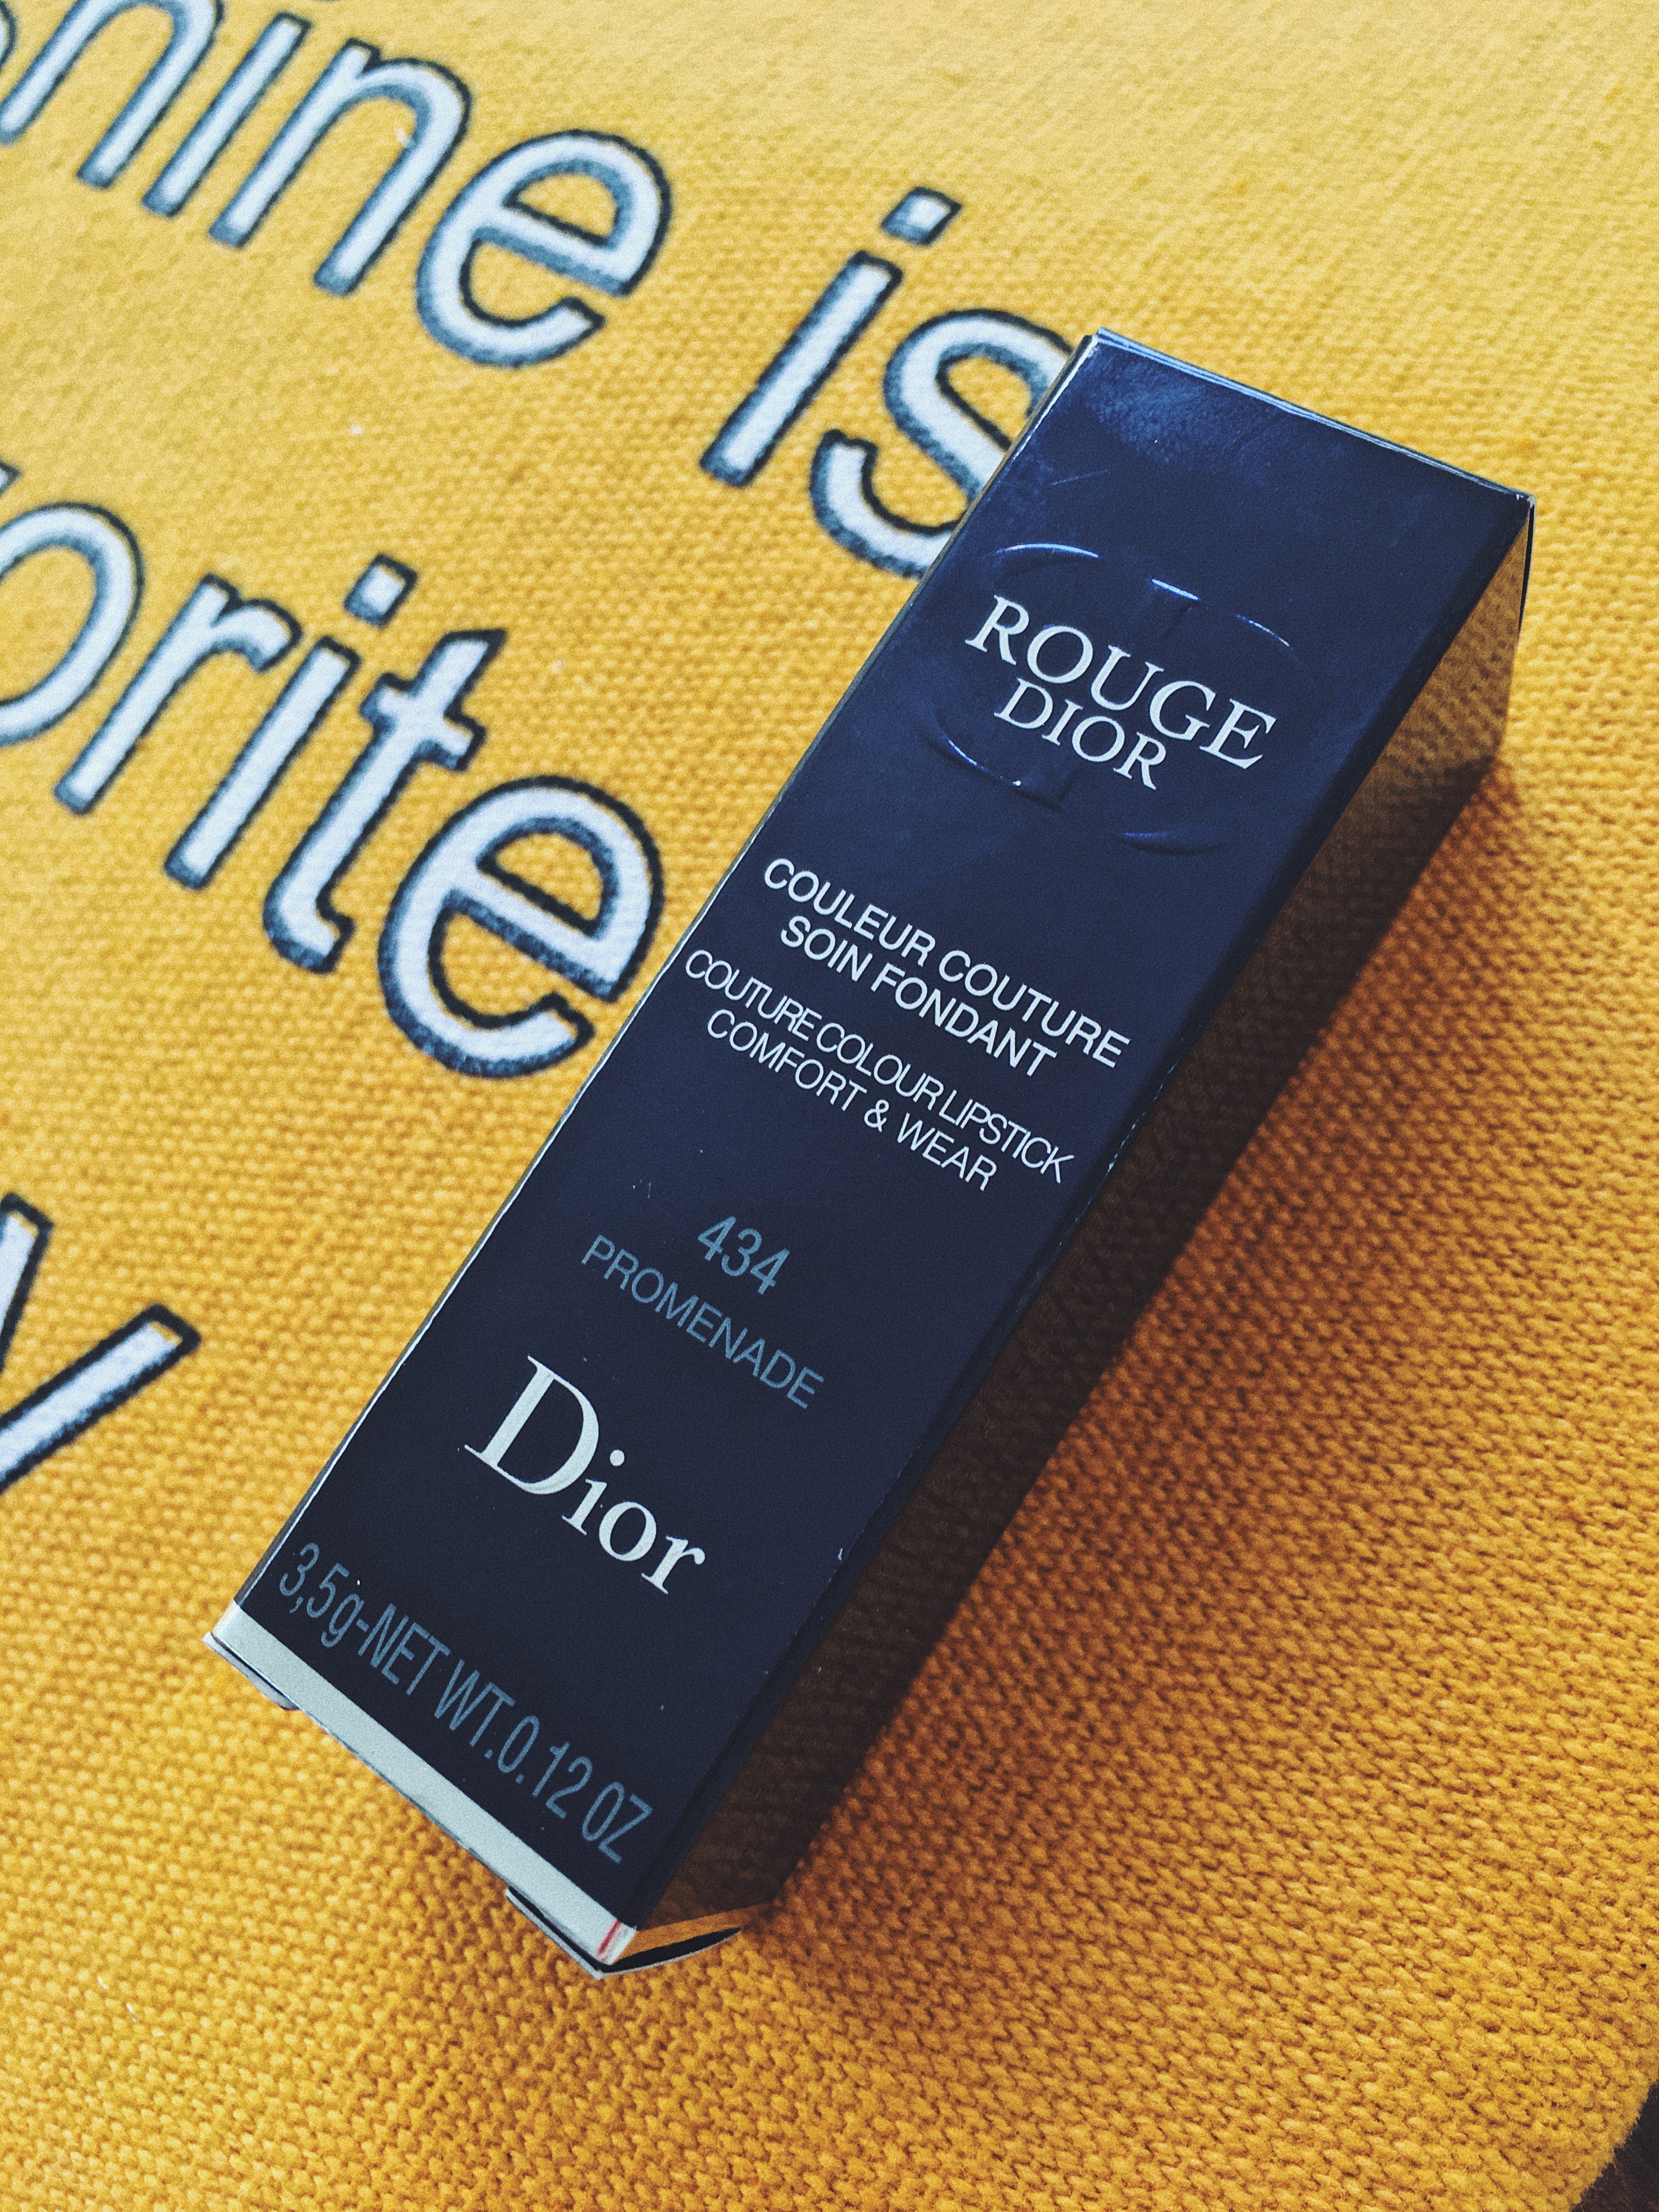 is
ROUGE
DIOR
COULEUR COUTURE
SOIN FONDANT
COUTURE COLOUR LIPSTICK
COMFORT & WEAR
434
PROMENADE
Dior
3,5g-NET WT.0.12 OZ